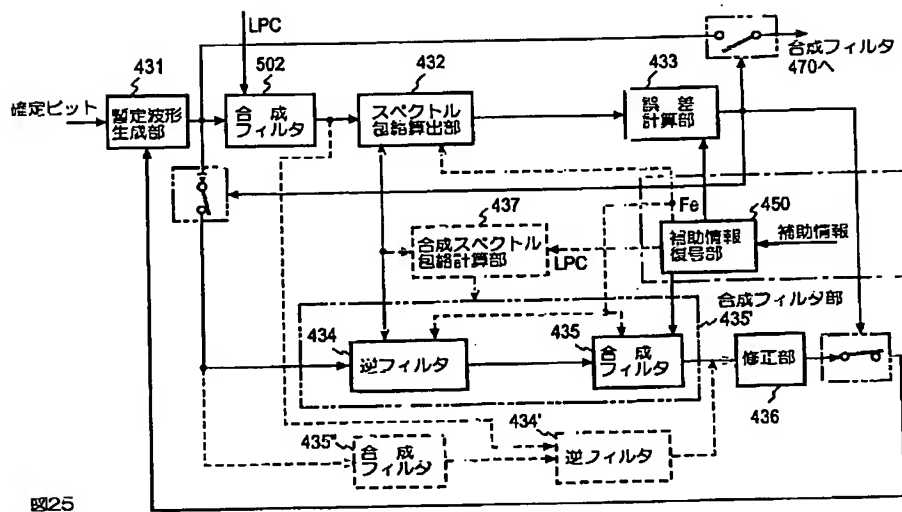 LPC
合成フィルタ
470へ
431
502
432
433
確定ビット
暫定波形
生成部
合 成
フィルタ
スペクトル
包絡算出部
誤 差
計算部
437
Fe
450
合成スペクトル
包絡計算部
LPC
補助情報
復号部
補助情報
合成フィルタ部
434
435
435'
逆フィルタ
合 成
フィルタ
修正部
436
435"
434'
合 成
フィルタ
逆フィルタ
図25